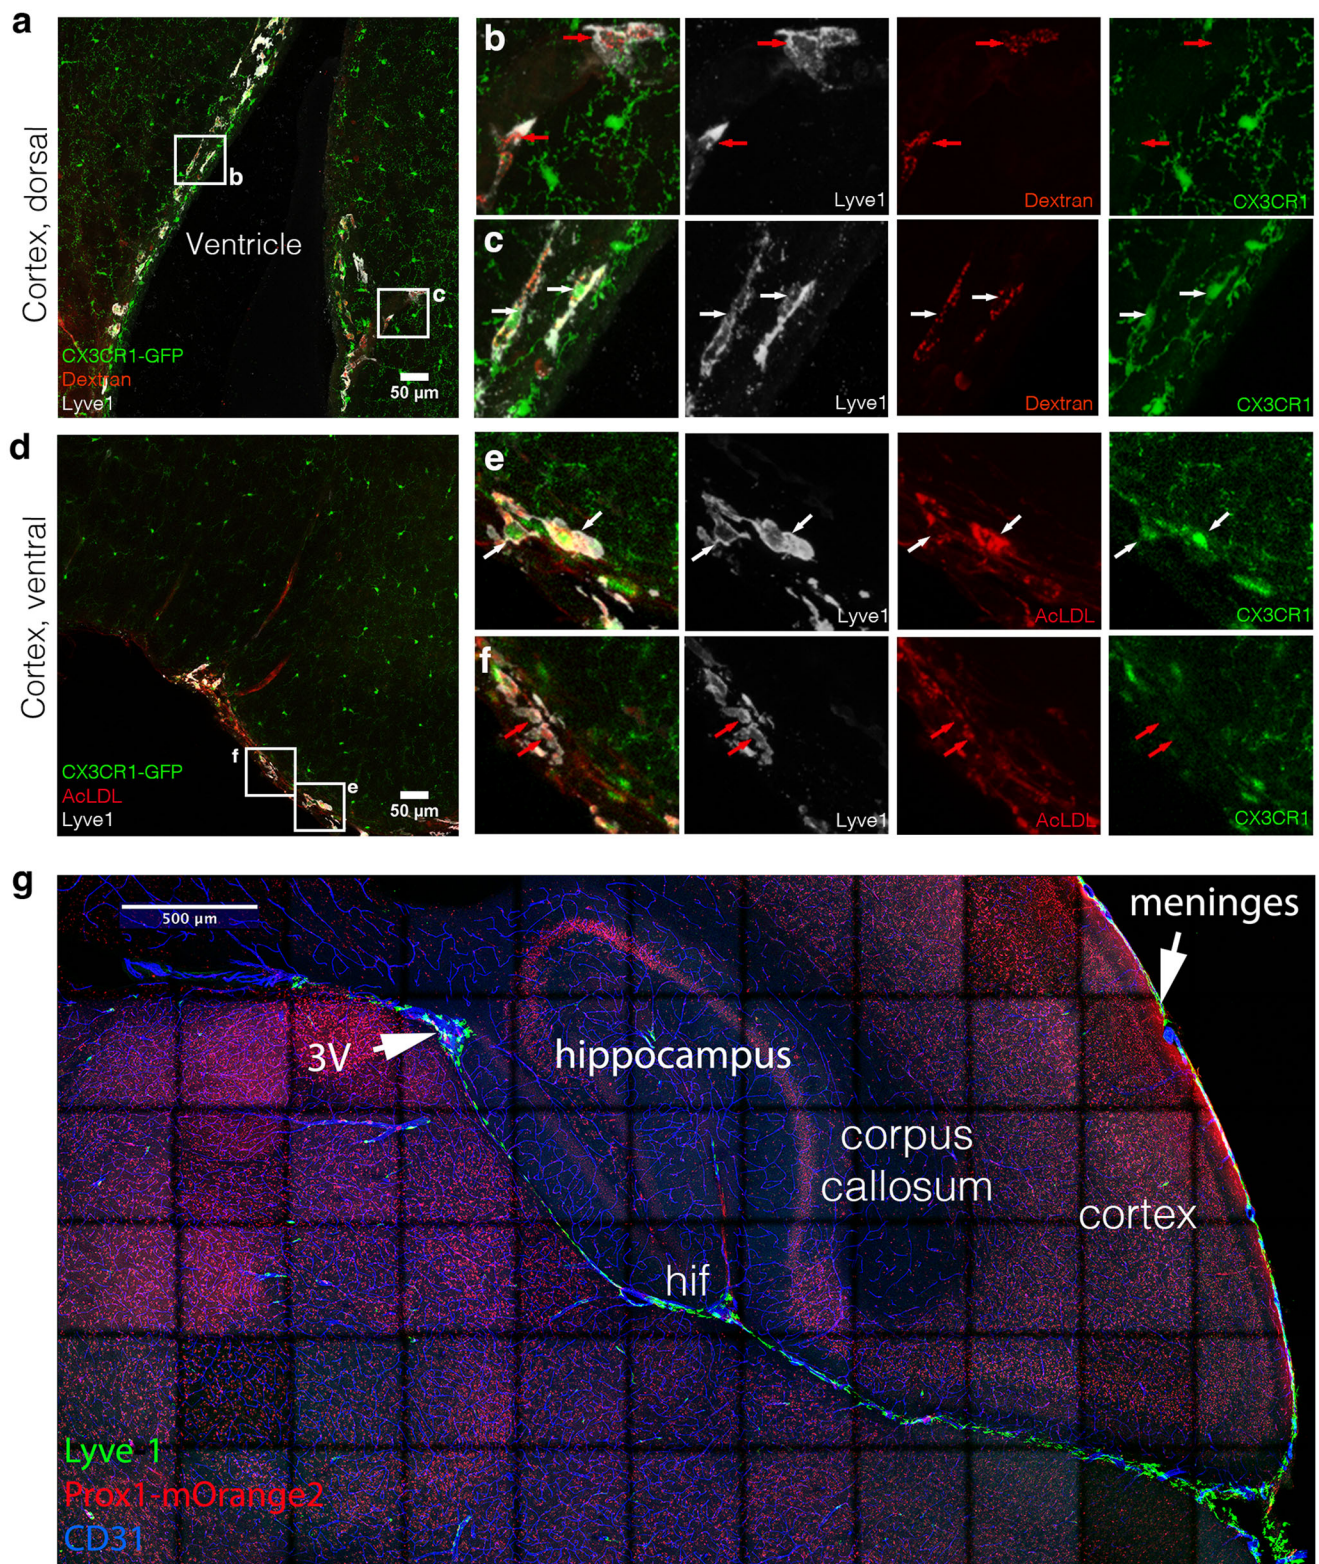 a
Cortex, dorsal
b
Ventricle
c
CX3CR1-GFP
Dextran
Lyve1
50 µm
b
Lyve1
Dextran
CX3CR1
c
Lyve1
Dextran
CX3CR1
d
Cortex, ventral
f
e
CX3CR1-GFP
AcLDL
Lyve1
50 µm
e
Lyve1
AcLDL
CX3CR1
f
Lyve1
AcLDL
CX3CR1
g
500 µm
meninges
3V
hippocampus
corpus
callosum
cortex
hif
Lyve 1
Prox1-mOrange2
CD31